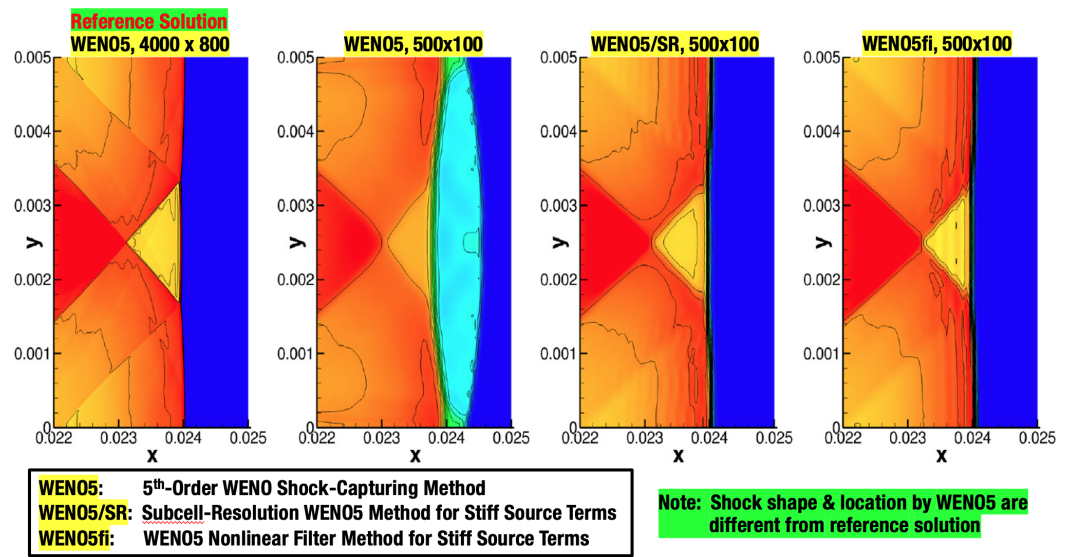 Reference Solution
WENO5, 4000 x 800
WENO5, 500x100
WENO5/SR, 500x100
WENO5fi, 500x100
0.005
0.004
0.003
0.002
0.001
0
y
0.022
0.023
0.024
0.025
x
0.005
0.004
0.003
0.002
0.001
0
y
0.022
0.023
0.024
0.025
x
0.005
0.004
0.003
0.002
0.001
0
y
0.022
0.023
0.024
0.025
x
0.005
0.004
0.003
0.002
0.001
0
y
0.022
0.023
0.024
0.025
x
WENO5: 5th-Order WENO Shock-Capturing Method
WENO5/SR: Subcell-Resolution WENO5 Method for Stiff Source Terms
WENO5fi: WENO5 Nonlinear Filter Method for Stiff Source Terms
Note: Shock shape & location by WENO5 are
different from reference solution